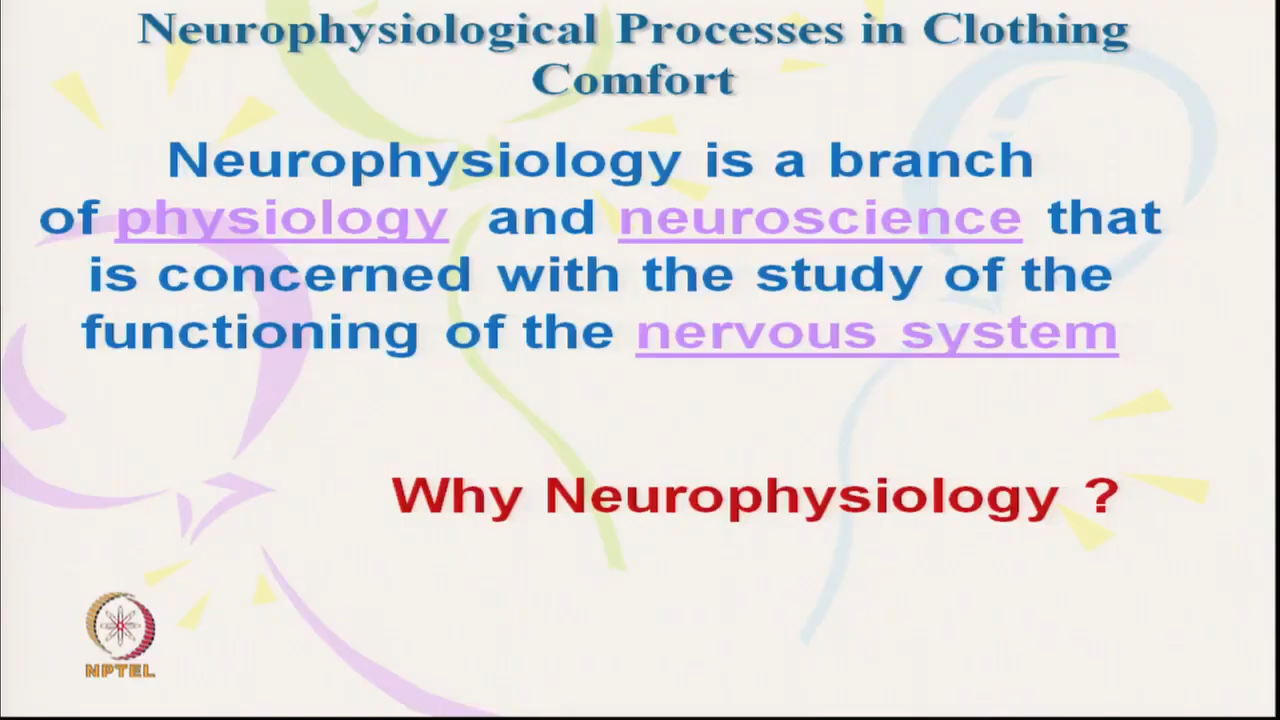 Neurophysiological Processes in Clothing
Comfort
Neurophysiology is a branch
of physiology and neuroscience that
is concerned with the study of the
functioning of the nervous system
Why Neurophysiology ?
NPTEL